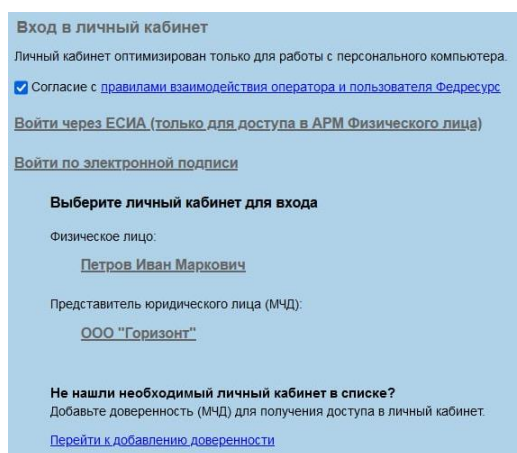 Вход в личный кабинет
Личный кабинет оптимизирован только для работы с персонального компьютера.
Согласие с правилами взаимодействия оператора и пользователя Федресурс
Войти через ЕСИА (только для доступа в АРМ Физического лица)
Войти по электронной подписи
Выберите личный кабинет для входа
Физическое лицо:
Петров Иван Маркович
Представитель юридического лица (МЧД):
ООО "Горизонт"
Не нашли необходимый личный кабинет в списке?
Добавьте доверенность (МЧД) для получения доступа в личный кабинет.
Перейти к добавлению доверенности